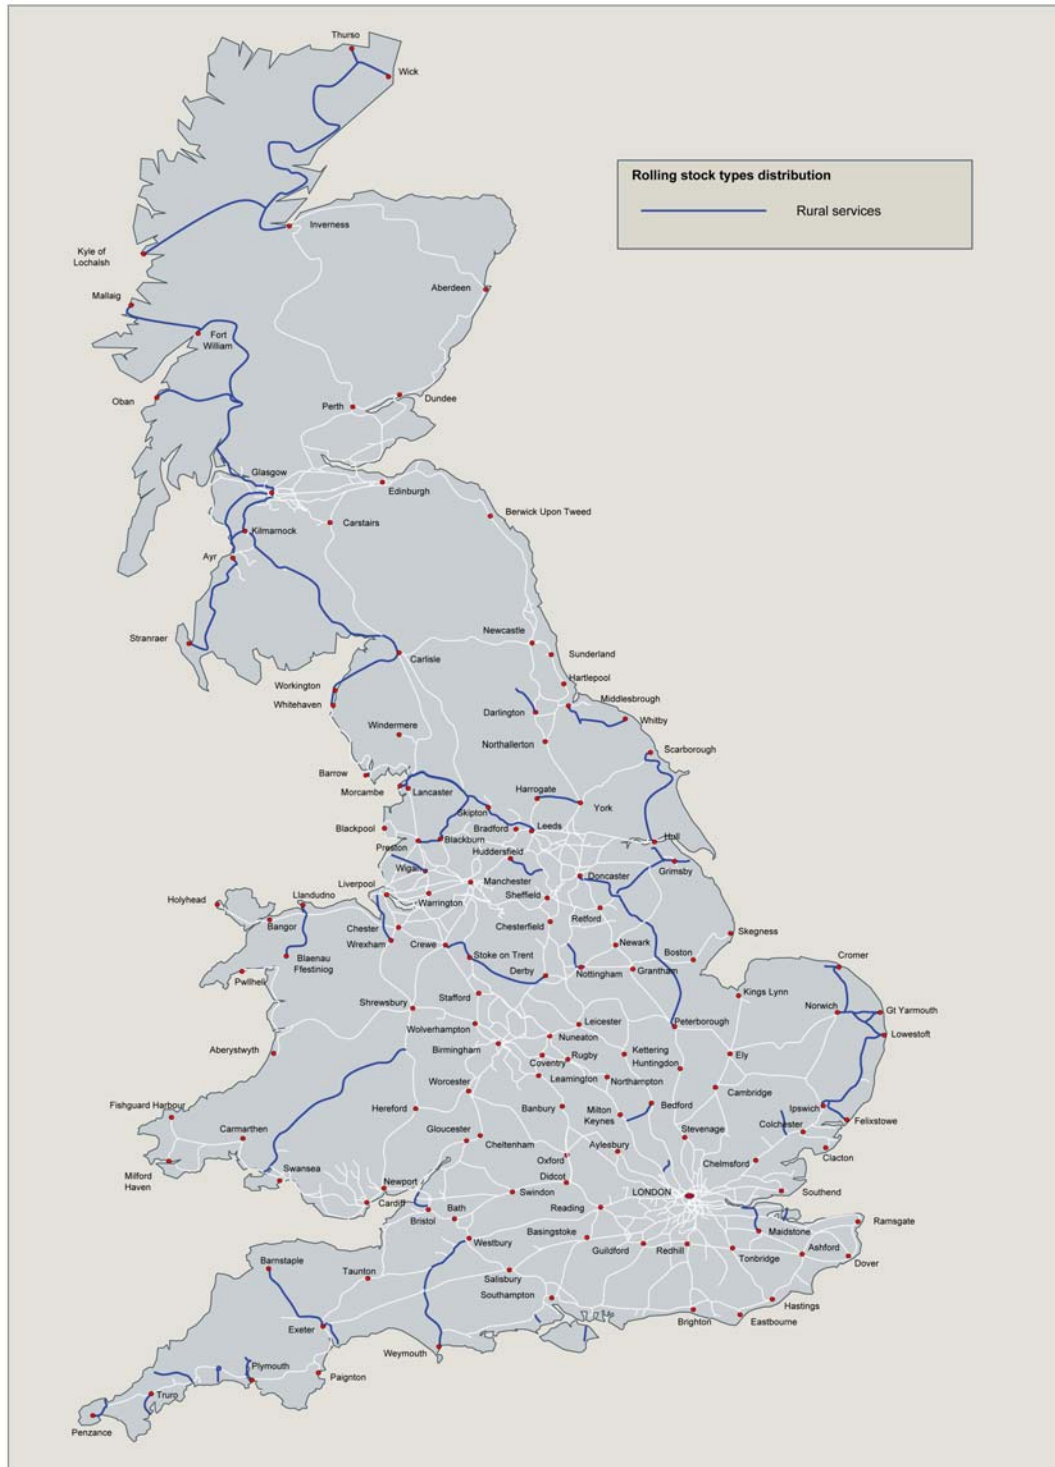 Thurso
Wick
Rolling stock types distribution
Rural services
Inverness
Kyle of
Lochalsh
Aberdeen
Mallaig
Fort
William
Oban
Perth
Dundee
Glasgow
Edinburgh
Berwick Upon Tweed
Carstairs
Kilmarnock
Ayr
Stranraer
Newcastle
Sunderland
Carlisle
Hartlepool
Workington
Middlesbrough
Whitehaven
Darlington
Whitby
Windermere
Northallerton
Scarborough
Barrow
Morcambe
Lancaster
Harrogate
York
Skipton
Blackpool
Bradford
Leeds
Preston
Blackburn
Hull
Huddersfield
Wigan
Grimsby
Doncaster
Manchester
Liverpool
Warrington
Sheffield
Holyhead
Llandudno
Retford
Bangor
Chester
Chesterfield
Skegness
Wrexham
Crewe
Newark
Stoke on Trent
Boston
Cromer
Blaenau
Ffestiniog
Derby
Nottingham
Grantham
Pwllheli
Kings Lynn
Stafford
Shrewsbury
Norwich
Gt Yarmouth
Wolverhampton
Leicester
Peterborough
Nuneaton
Lowestoft
Birmingham
Aberystwyth
Coventry
Rugby
Kettering
Ely
Huntingdon
Leamington
Northampton
Worcester
Cambridge
Fishguard Harbour
Hereford
Banbury
Milton
Keynes
Bedford
Ipswich
Felixstowe
Carmarthen
Gloucester
Cheltenham
Stevenage
Colchester
Aylesbury
Clacton
Oxford
Chelmsford
Milford
Haven
Swansea
Didcot
Newport
Swindon
LONDON
Southend
Cardiff
Bristol
Bath
Reading
Ramsgate
Maidstone
Westbury
Basingstoke
Guildford
Redhill
Tonbridge
Ashford
Dover
Barnstaple
Taunton
Salisbury
Southampton
Hastings
Exeter
Brighton
Eastbourne
Weymouth
Plymouth
Paignton
Truro
Penzance